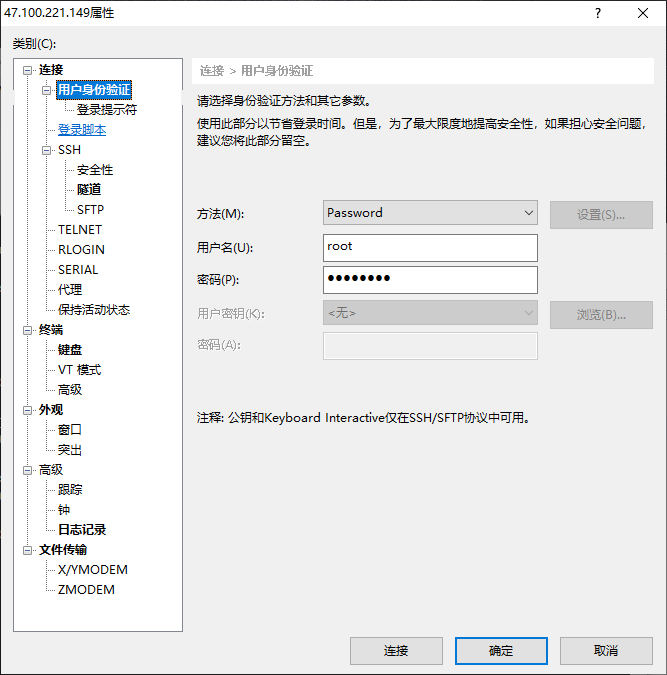 47.100.221.149属性
?
类别(C):
连接
用户身份验证
登录提示符
登录脚本
SSH
安全性
隧道
SFTP
TELNET
RLOGIN
SERIAL
代理
保持活动状态
终端
键盘
VT 模式
高级
外观
窗口
突出
高级
跟踪
钟
日志记录
文件传输
X/YMODEM
ZMODEM
连接 > 用户身份验证
请选择身份验证方法和其它参数。
使用此部分以节省登录时间。但是，为了最大限度地提高安全性，如果担心安全问题，
建议您将此部分留空。
方法(M):
Password
设置(S)...
用户名(U):
root
密码(P):
●●●●●●●●
用户密钥(K):
<无>
浏览(B)...
密码(A):
注释: 公钥和Keyboard Interactive仅在SSH/SFTP协议中可用。
连接
确定
取消